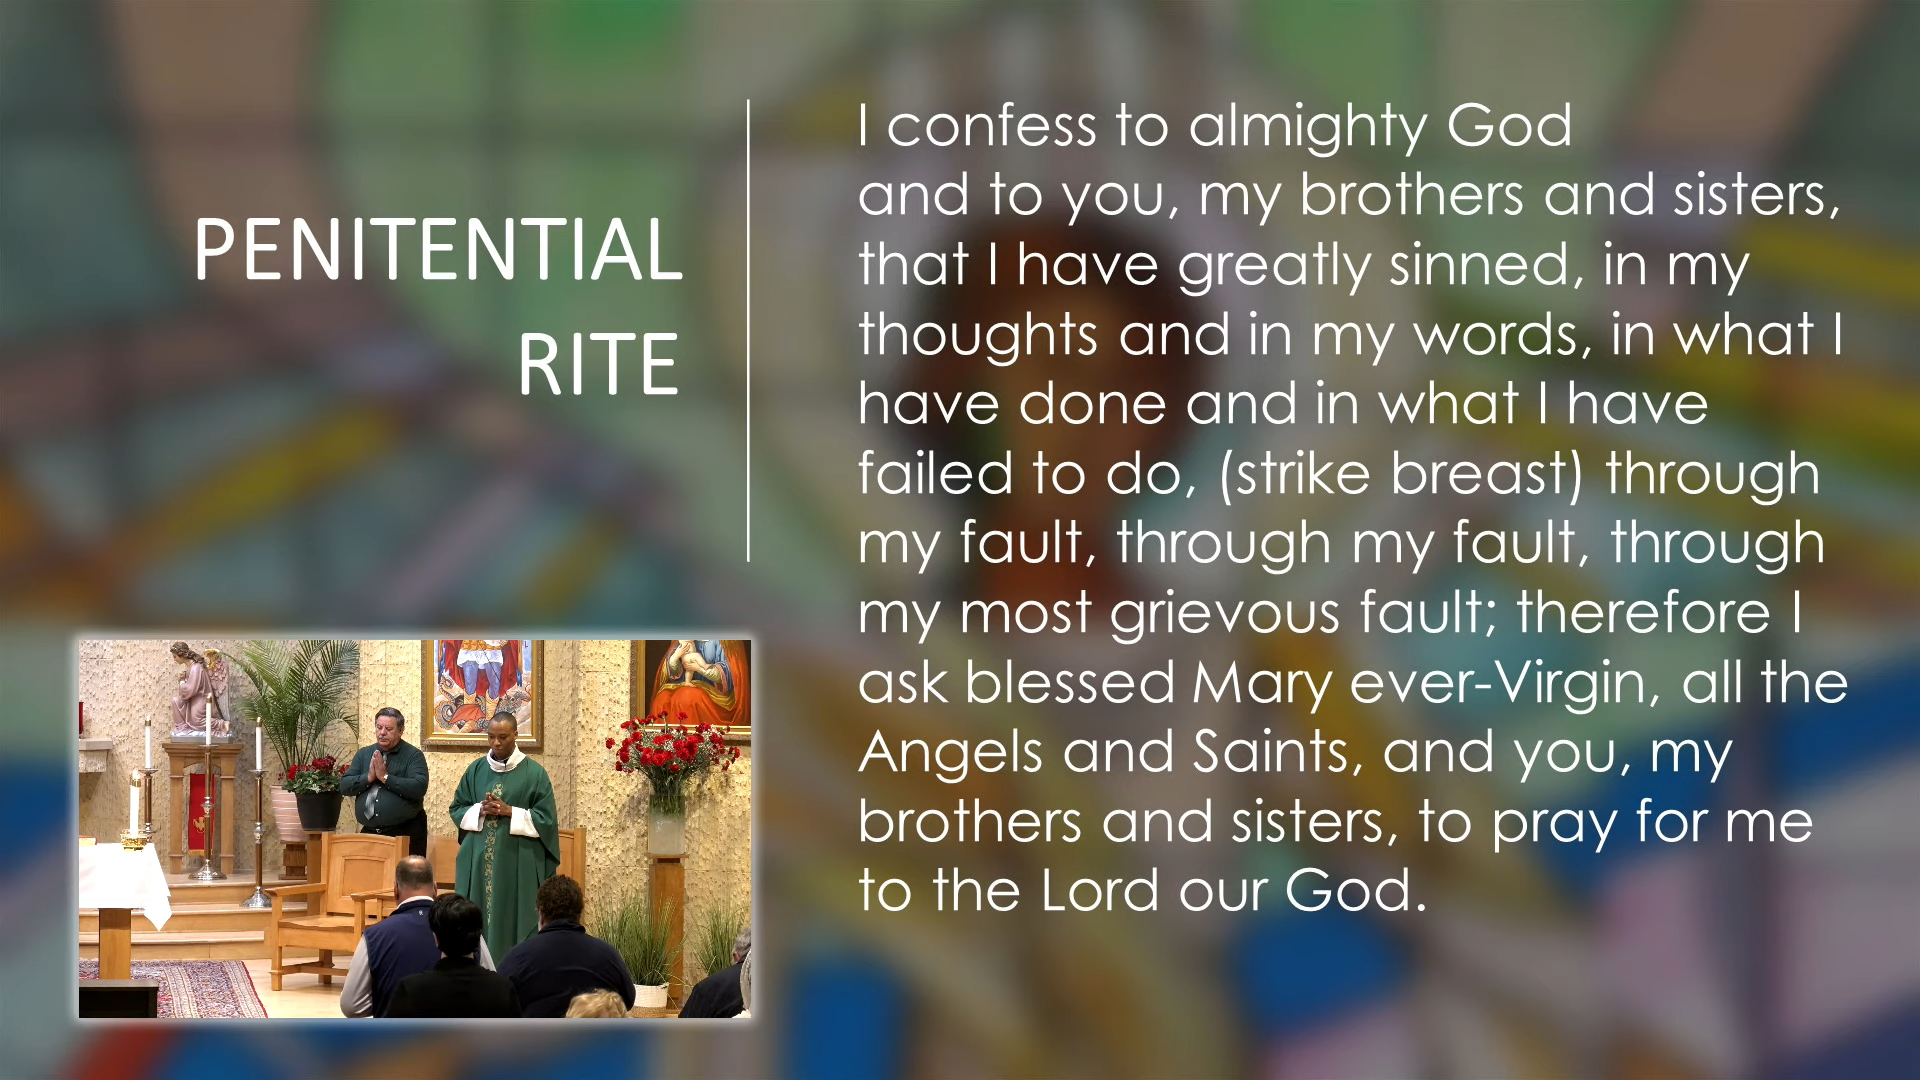 PENITENTIAL
RITE
I confess to almighty God
and to you, my brothers and sisters,
that I have greatly sinned, in my
thoughts and in my words, in what I
have done and in what I have
failed to do, (strike breast) through
my fault, through my fault, through
my most grievous fault; therefore I
ask blessed Mary ever-Virgin, all the
Angels and Saints, and you, my
brothers and sisters, to pray for me
to the Lord our God.